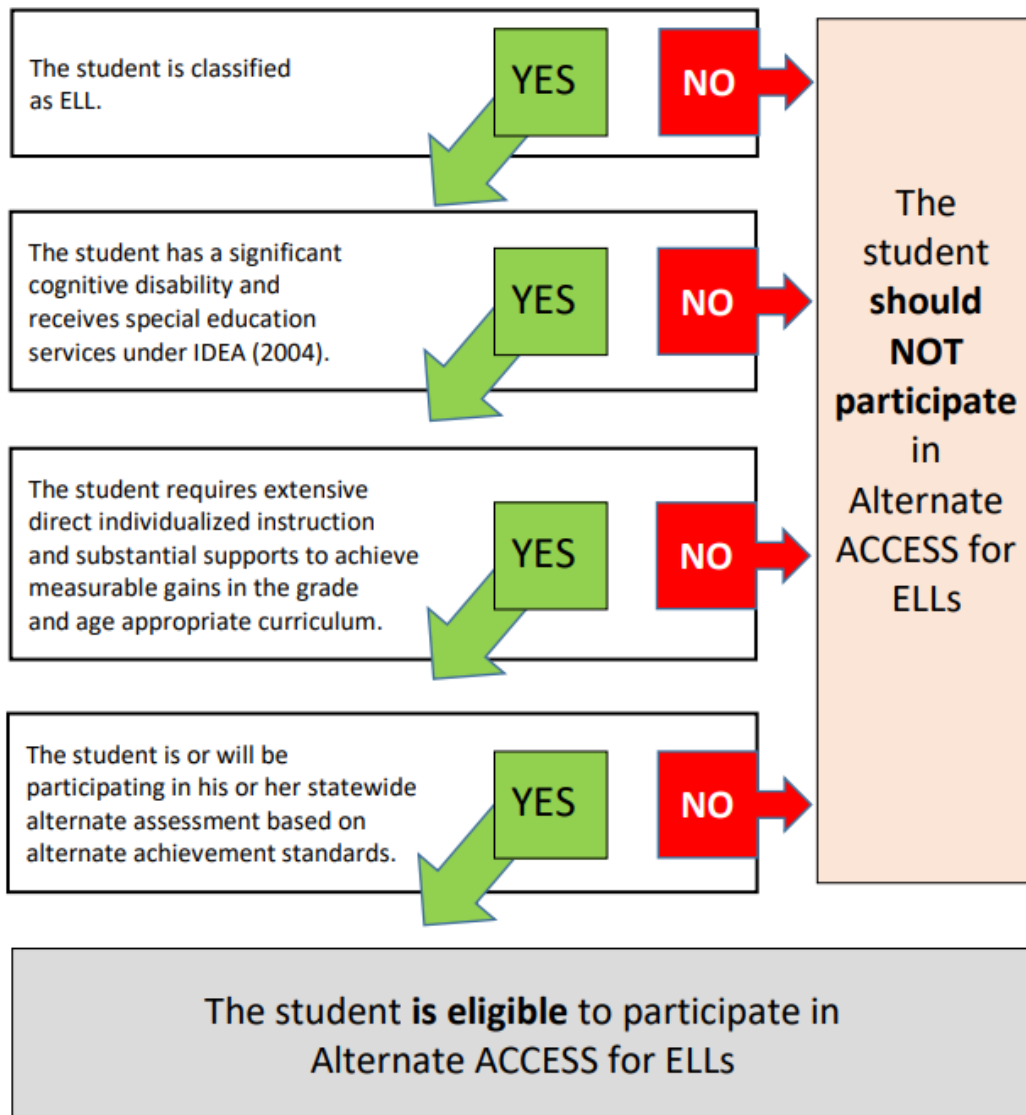 The student is classified
as ELL.
YES
NO
The student has a significant
cognitive disability and
receives special education
services under IDEA (2004).
YES
NO
The student requires extensive
direct individualized instruction
and substantial supports to achieve
measurable gains in the grade
and age appropriate curriculum.
YES
NO
The student is or will be
participating in his or her statewide
alternate assessment based on
alternate achievement standards.
YES
NO
The
student
should
NOT
participate
in
Alternate
ACCESS for
ELLs
The student is eligible to participate in
Alternate ACCESS for ELLs